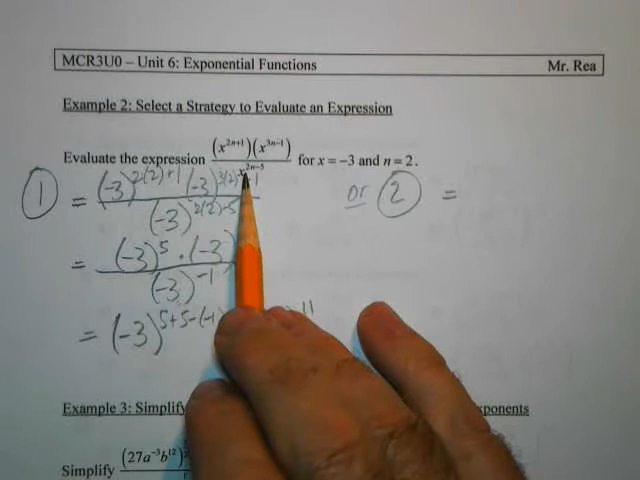 MCR3U0 – Unit 6: Exponential Functions Mr. Rea
Example 2: Select a Strategy to Evaluate an Expression
Evaluate the expression (x^{2n+1})(x^{3n−1}) / x^{2n−5} for x = −3 and n = 2.
① = (-3)^{2(2)+1} (-3)^{3(2)-1} / (-3)^{2(2)-5} or ② =
= (-3)^5 · (-3) / (-3)^{-1}
= (-3)^{5+5-(-1} 11
Example 3: Simplify ponents
Simplify (27a^{−3}b^{12})